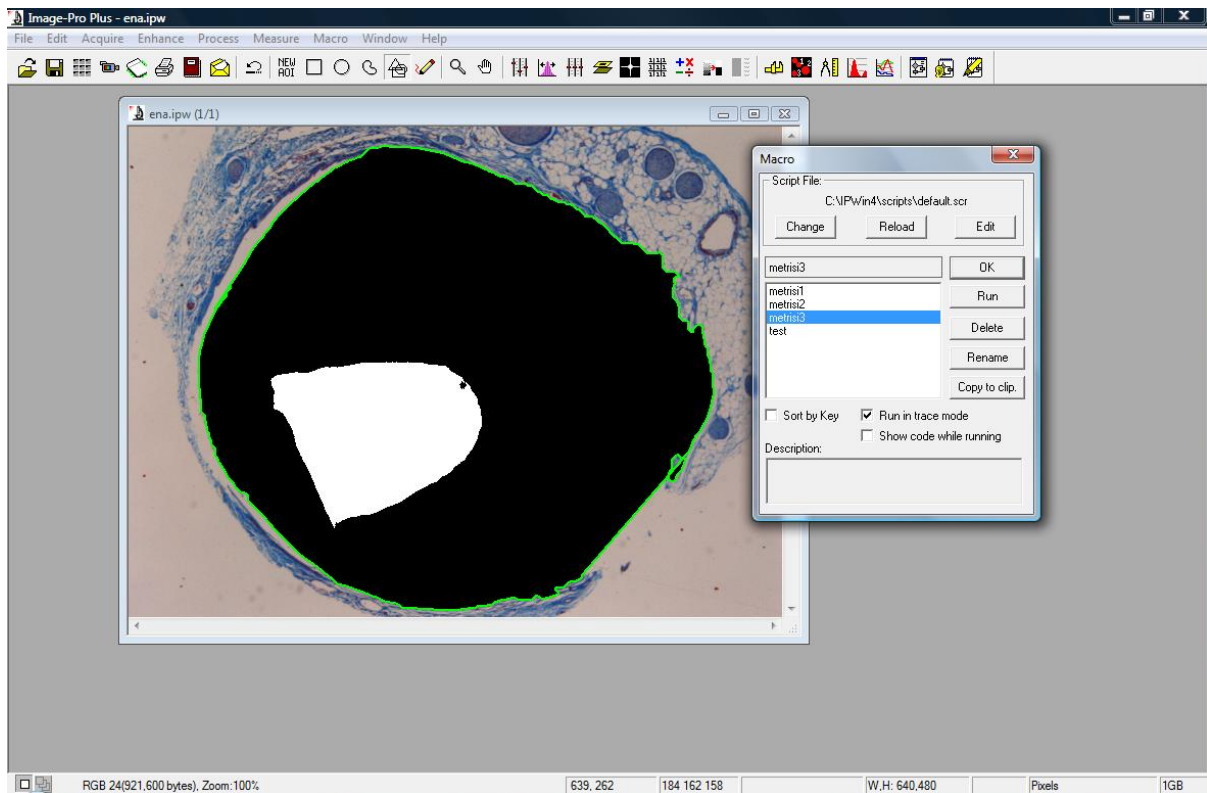 Image-Pro Plus - ena.ipw
File Edit Acquire Enhance Process Measure Macro Window Help
NEW
AOI
ena.ipw (1/1)
Macro
Script File:
C:\IPWin4\scripts\default.scr
Change Reload Edit
metrisi3 OK
metrisi1
metrisi2
metrisi3
test
Run
Delete
Rename
Copy to clip.
Sort by Key Run in trace mode
Show code while running
Description:
RGB 24(921,600 bytes), Zoom:100% 639, 262 184 162 158 W,H: 640,480 Pixels 1GB